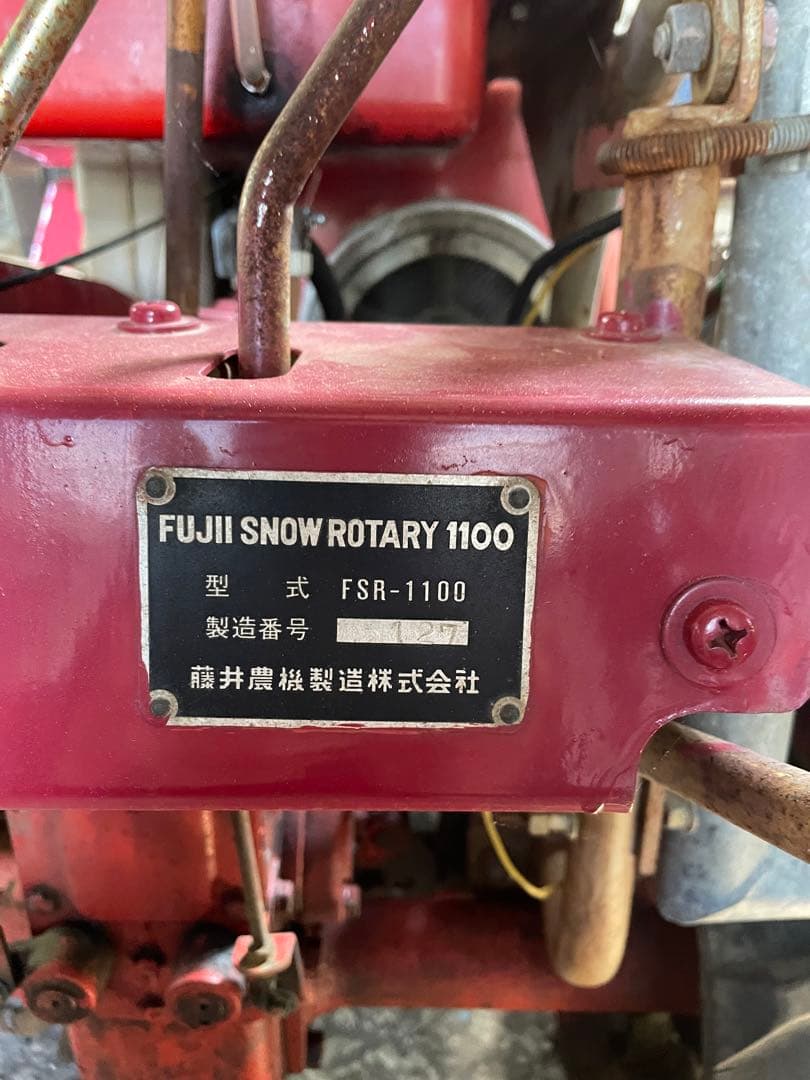 FUJII SNOW ROTARY 1100
型 式 FSR-1100
製造番号 127
藤井農機製造株式会社